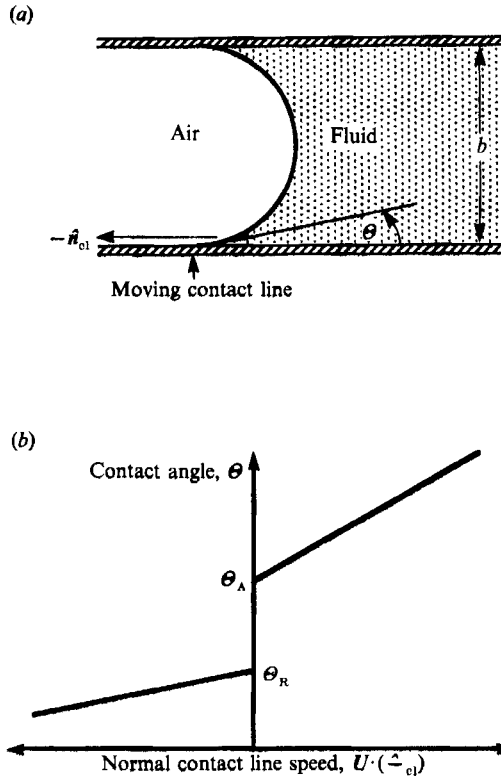 (a)
Air
Fluid
b
−n̂cl
Θ
Moving contact line
(b)
Contact angle, Θ
ΘA
ΘR
Normal contact line speed, U·(−̂cl)